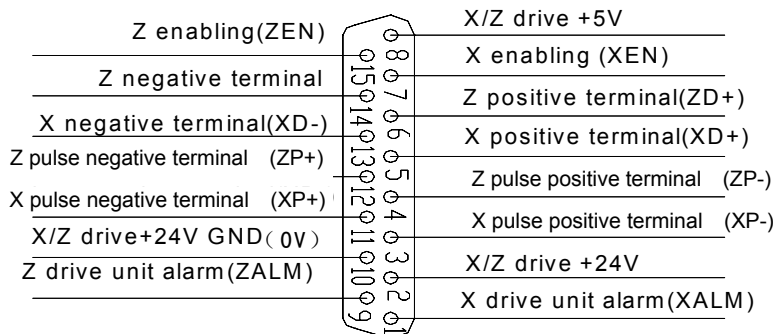 X/Z drive +5V
Z enabling(ZEN)
X enabling (XEN)
Z negative terminal
Z positive terminal(ZD+)
X negative terminal(XD-)
X positive terminal(XD+)
Z pulse negative terminal (ZP+)
Z pulse positive terminal (ZP-)
X pulse negative terminal (XP+)
X pulse positive terminal (XP-)
X/Z drive+24V GND(0V)
X/Z drive +24V
Z drive unit alarm(ZALM)
X drive unit alarm(XALM)
15
14
13
12
11
10
9
8
7
6
5
4
3
2
1